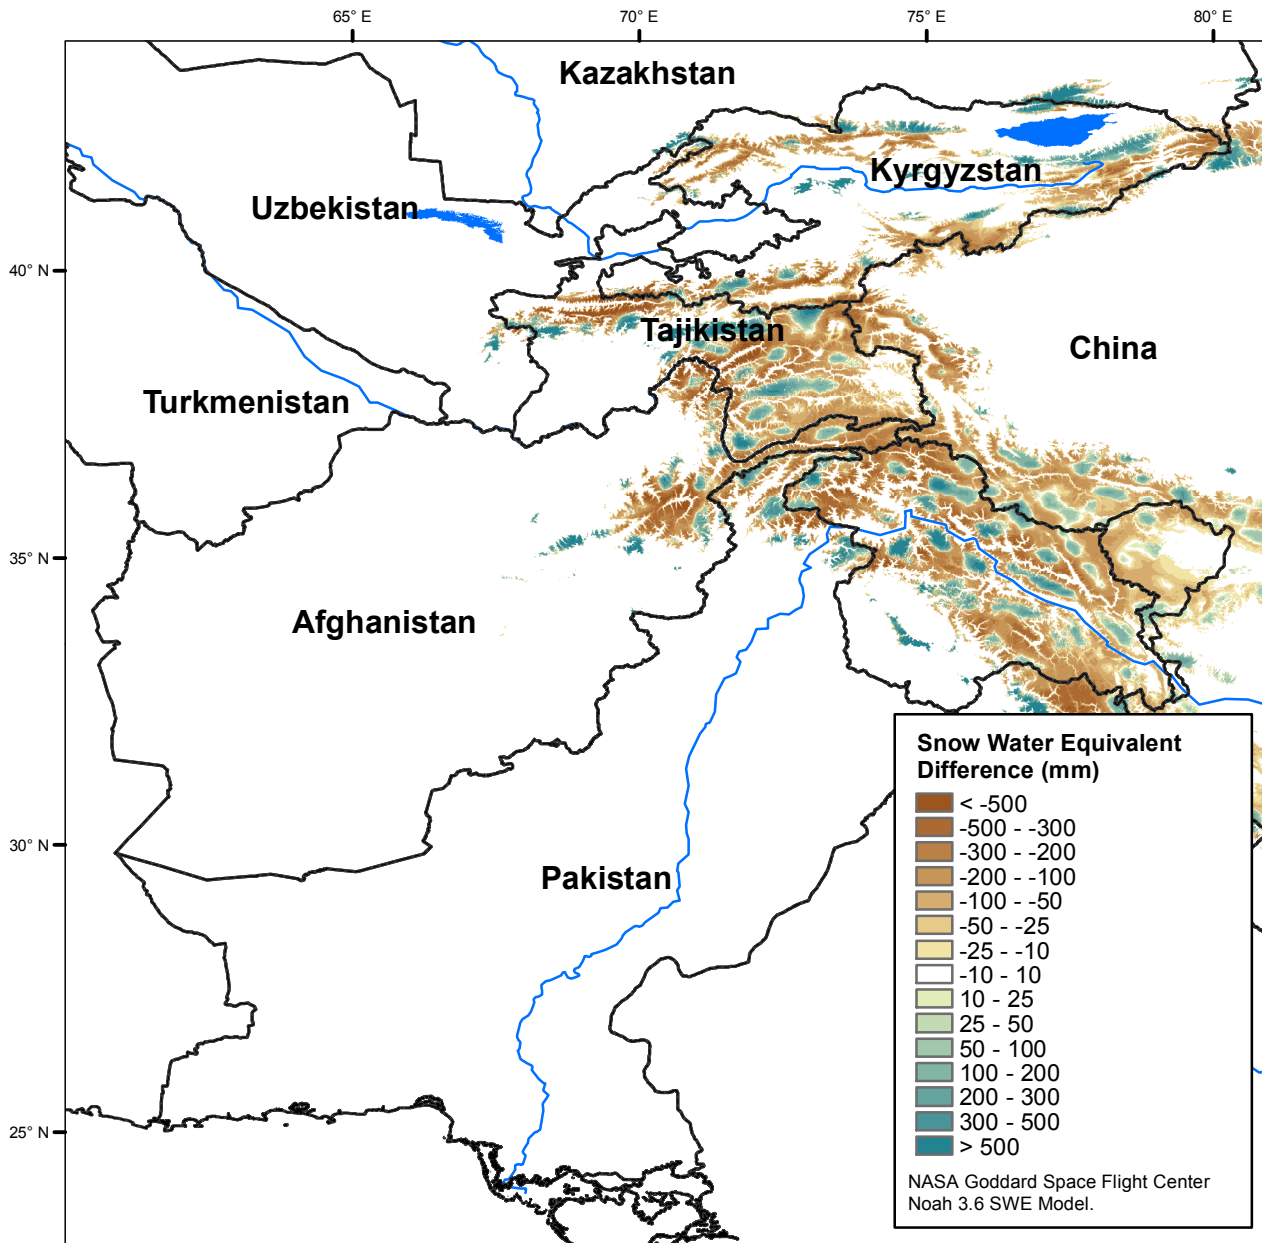 65° E
70° E
75° E
80° E
Kazakhstan
Kyrgyzstan
Uzbekistan
40° N
Tajikistan
China
Turkmenistan
35° N
Afghanistan
30° N
Pakistan
25° N
Snow Water Equivalent
Difference (mm)
< -500
-500 - -300
-300 - -200
-200 - -100
-100 - -50
-50 - -25
-25 - -10
-10 - 10
10 - 25
25 - 50
50 - 100
100 - 200
200 - 300
300 - 500
> 500
NASA Goddard Space Flight Center
Noah 3.6 SWE Model.